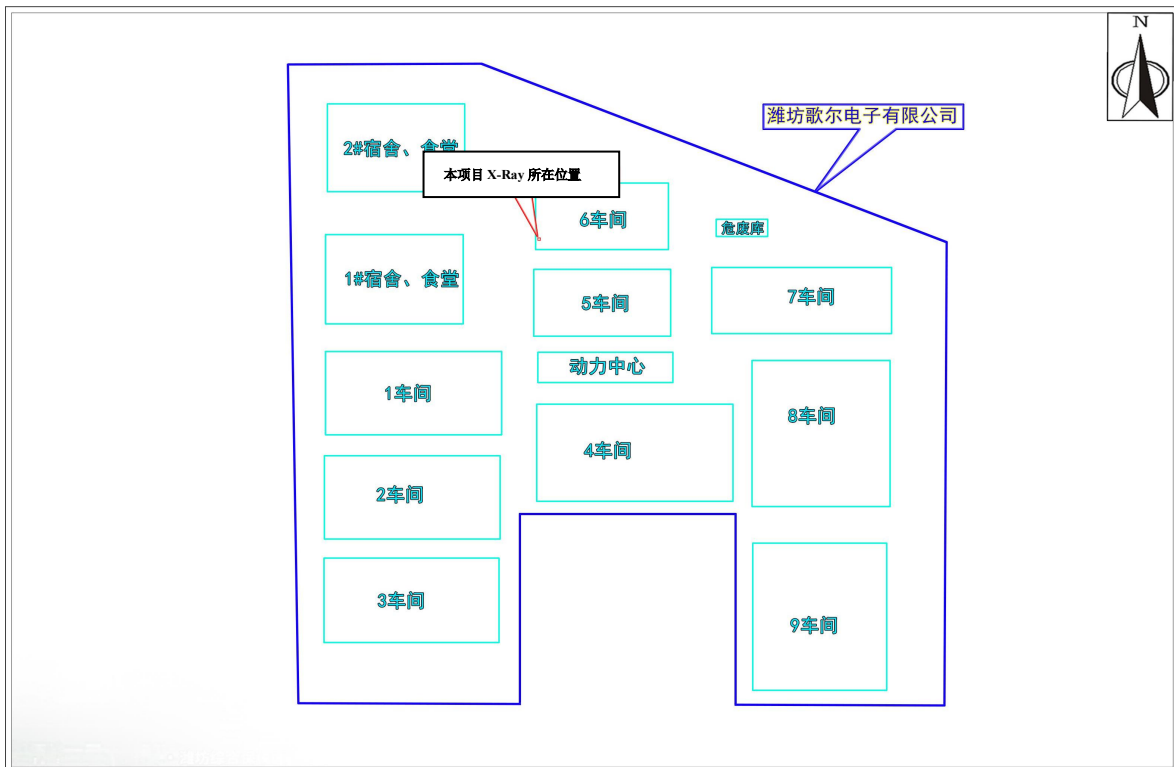 N
潍坊歌尔电子有限公司
2#宿舍、食堂
本项目 X-Ray 所在位置
6车间
危废库
1#宿舍、食堂
5车间
7车间
动力中心
1车间
8车间
4车间
2车间
3车间
9车间